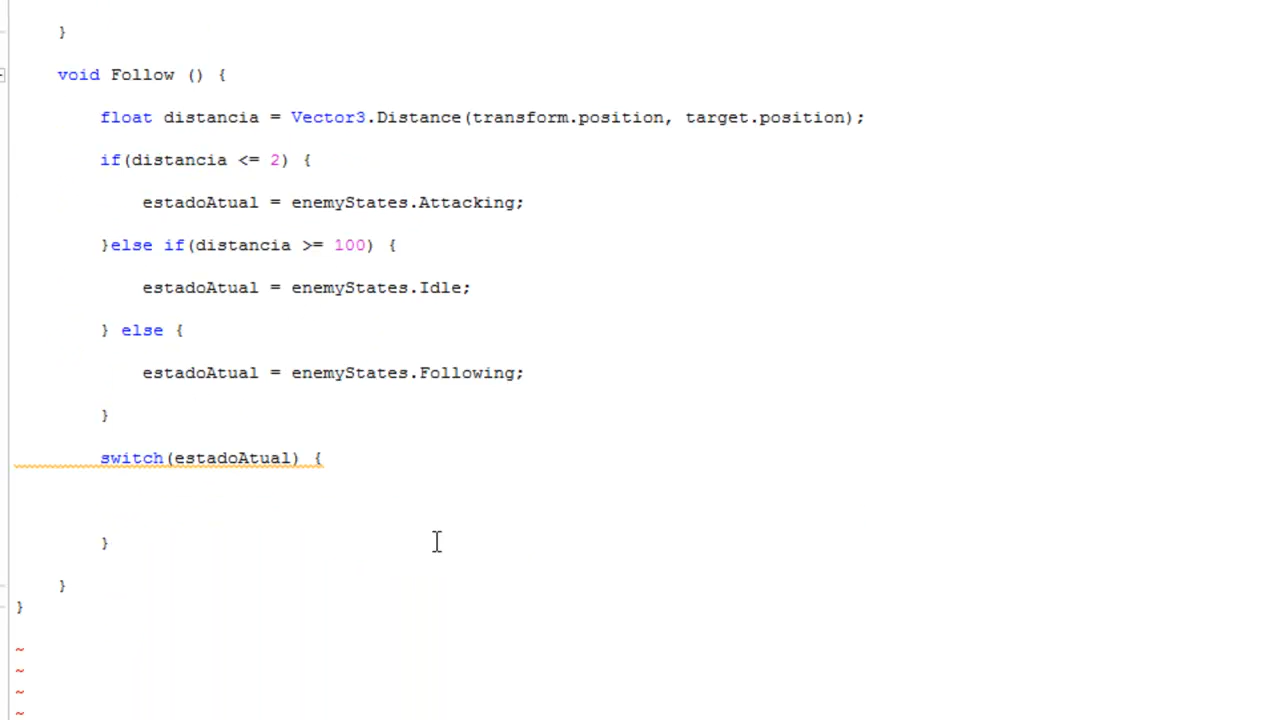 }
void Follow () {
float distancia = Vector3.Distance(transform.position, target.position);
if(distancia <= 2) {
estadoAtual = enemyStates.Attacking;
}else if(distancia >= 100) {
estadoAtual = enemyStates.Idle;
} else {
estadoAtual = enemyStates.Following;
}
switch(estadoAtual) {
}
}
}
~
~
~
~